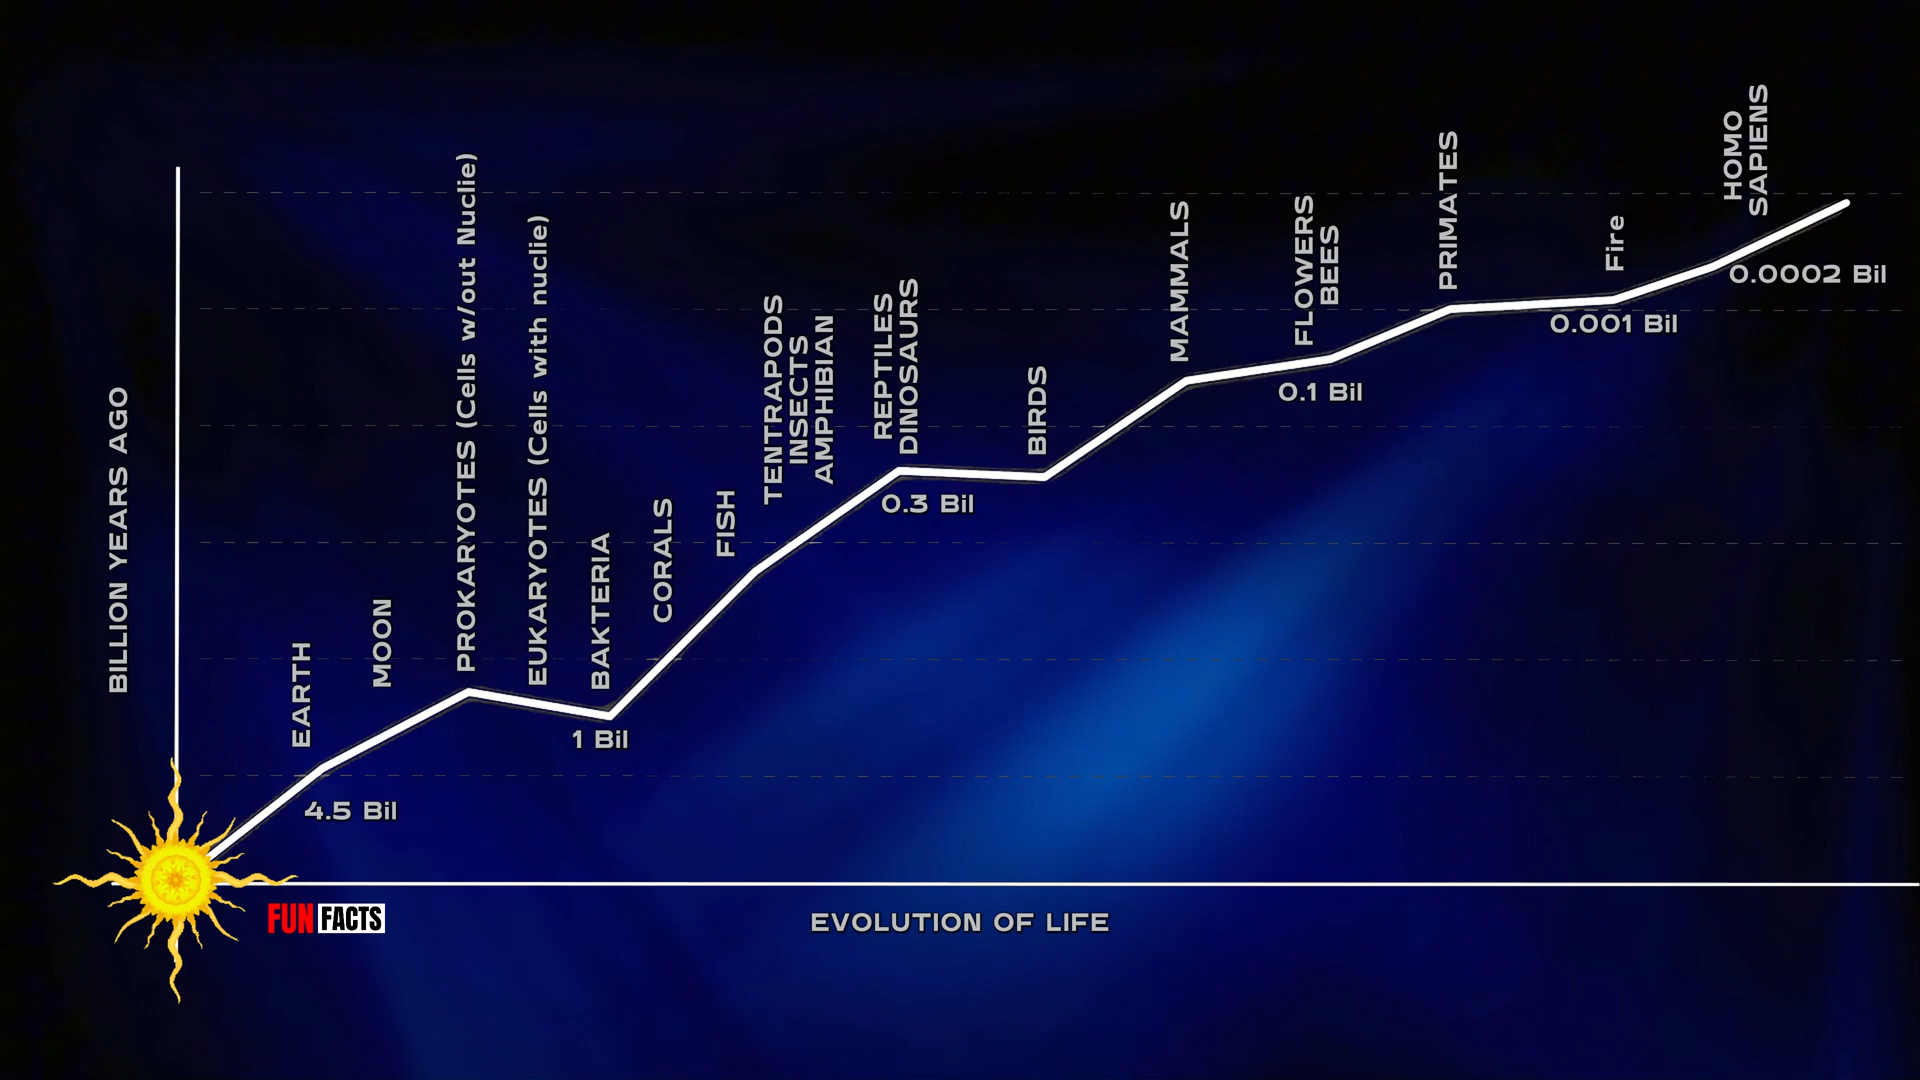 BILLION YEARS AGO
EARTH
MOON
PROKARYOTES (Cells w/out Nuclie)
EUKARYOTES (Cells with nuclie)
BAKTERIA
CORALS
FISH
TENTRAPODS
INSECTS
AMPHIBIAN
REPTILES
DINOSAURS
BIRDS
MAMMALS
FLOWERS
BEES
PRIMATES
Fire
HOMO
SAPIENS
4.5 Bil
1 Bil
0.3 Bil
0.1 Bil
0.001 Bil
0.0002 Bil
FUN FACTS
EVOLUTION OF LIFE